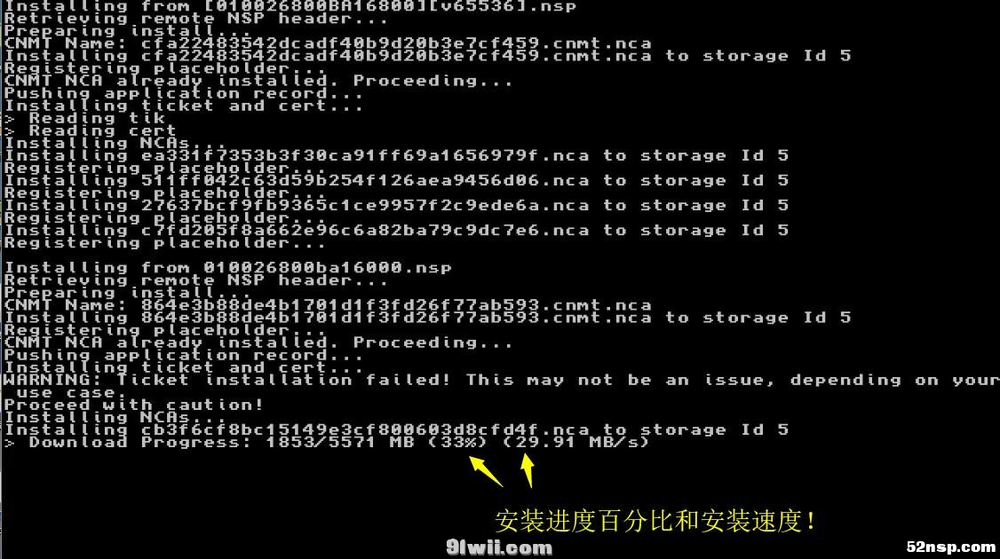 Installing from [010026800BA16800][v65536].nsp
Retrieving remote NSP header...
Preparing install...
CNMT Name: cfa22483542dcadf40b9d20b3e7cf459.cnmt.nca
Installing cfa22483542dcadf40b9d20b3e7cf459.cnmt.nca to storage Id 5
Registering placeholder...
CNMT NCA already installed. Proceeding...
Pushing application record...
Installing ticket and cert...
> Reading tik
> Reading cert
Installing NCAs...
Installing ea331f7353b3f30ca91ff69a1656979f.nca to storage Id 5
Registering placeholder...
Installing 511ff042c63d59b254f126aea9456d06.nca to storage Id 5
Registering placeholder...
Installing 27637bcf9fb9365c1ce9957f2c9ede6a.nca to storage Id 5
Registering placeholder...
Installing c7fd205f8a662e96c6a82ba79c9dc7e6.nca to storage Id 5
Registering placeholder...
Installing from 010026800ba16000.nsp
Retrieving remote NSP header...
Preparing install...
CNMT Name: 864e3b88de4b1701d1f3fd26f77ab593.cnmt.nca
Installing 864e3b88de4b1701d1f3fd26f77ab593.cnmt.nca to storage Id 5
Registering placeholder...
CNMT NCA already installed. Proceeding...
Pushing application record...
Installing ticket and cert...
WARNING: Ticket installation failed! This may not be an issue, depending on your
use case.
Proceed with caution!
Installing NCAs...
Installing cb3f6cf8bc15149e3cf800603d8cfd4f.nca to storage Id 5
> Download Progress: 1853/5571 MB (33%) (29.91 MB/s)
安装进度百分比和安装速度！
91wii.com
52nsp.com